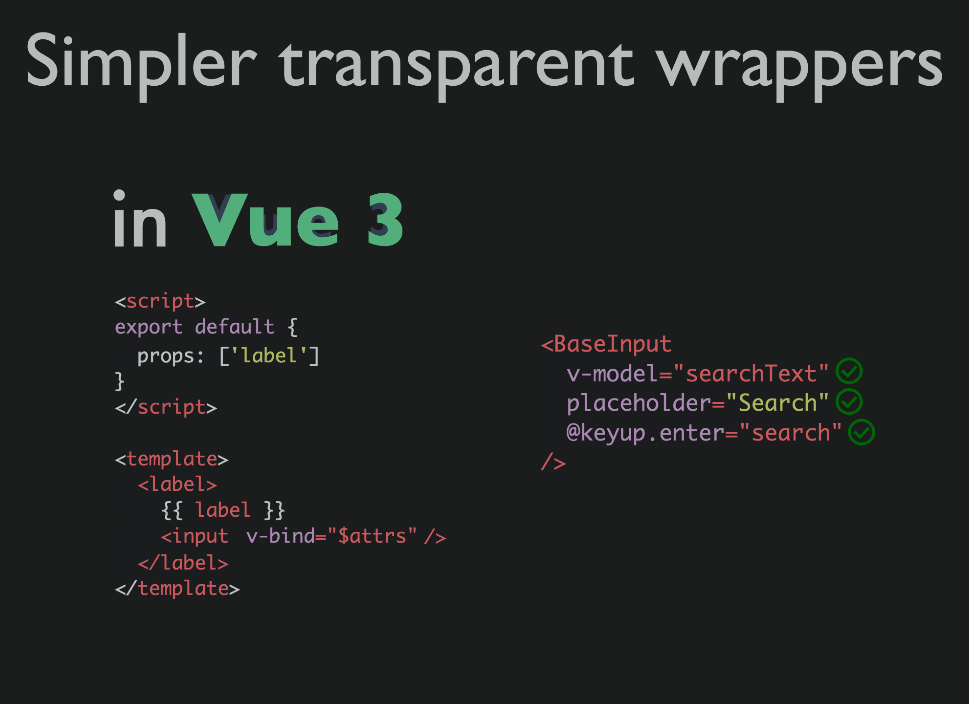 Simpler transparent wrappers
in Vue 3
<script>
export default {
  props: ['label']
}
</script>
<template>
  <label>
    {{ label }}
    <input v-bind="$attrs" />
  </label>
</template>
<BaseInput
  v-model="searchText"
  placeholder="Search"
  @keyup.enter="search"
/>